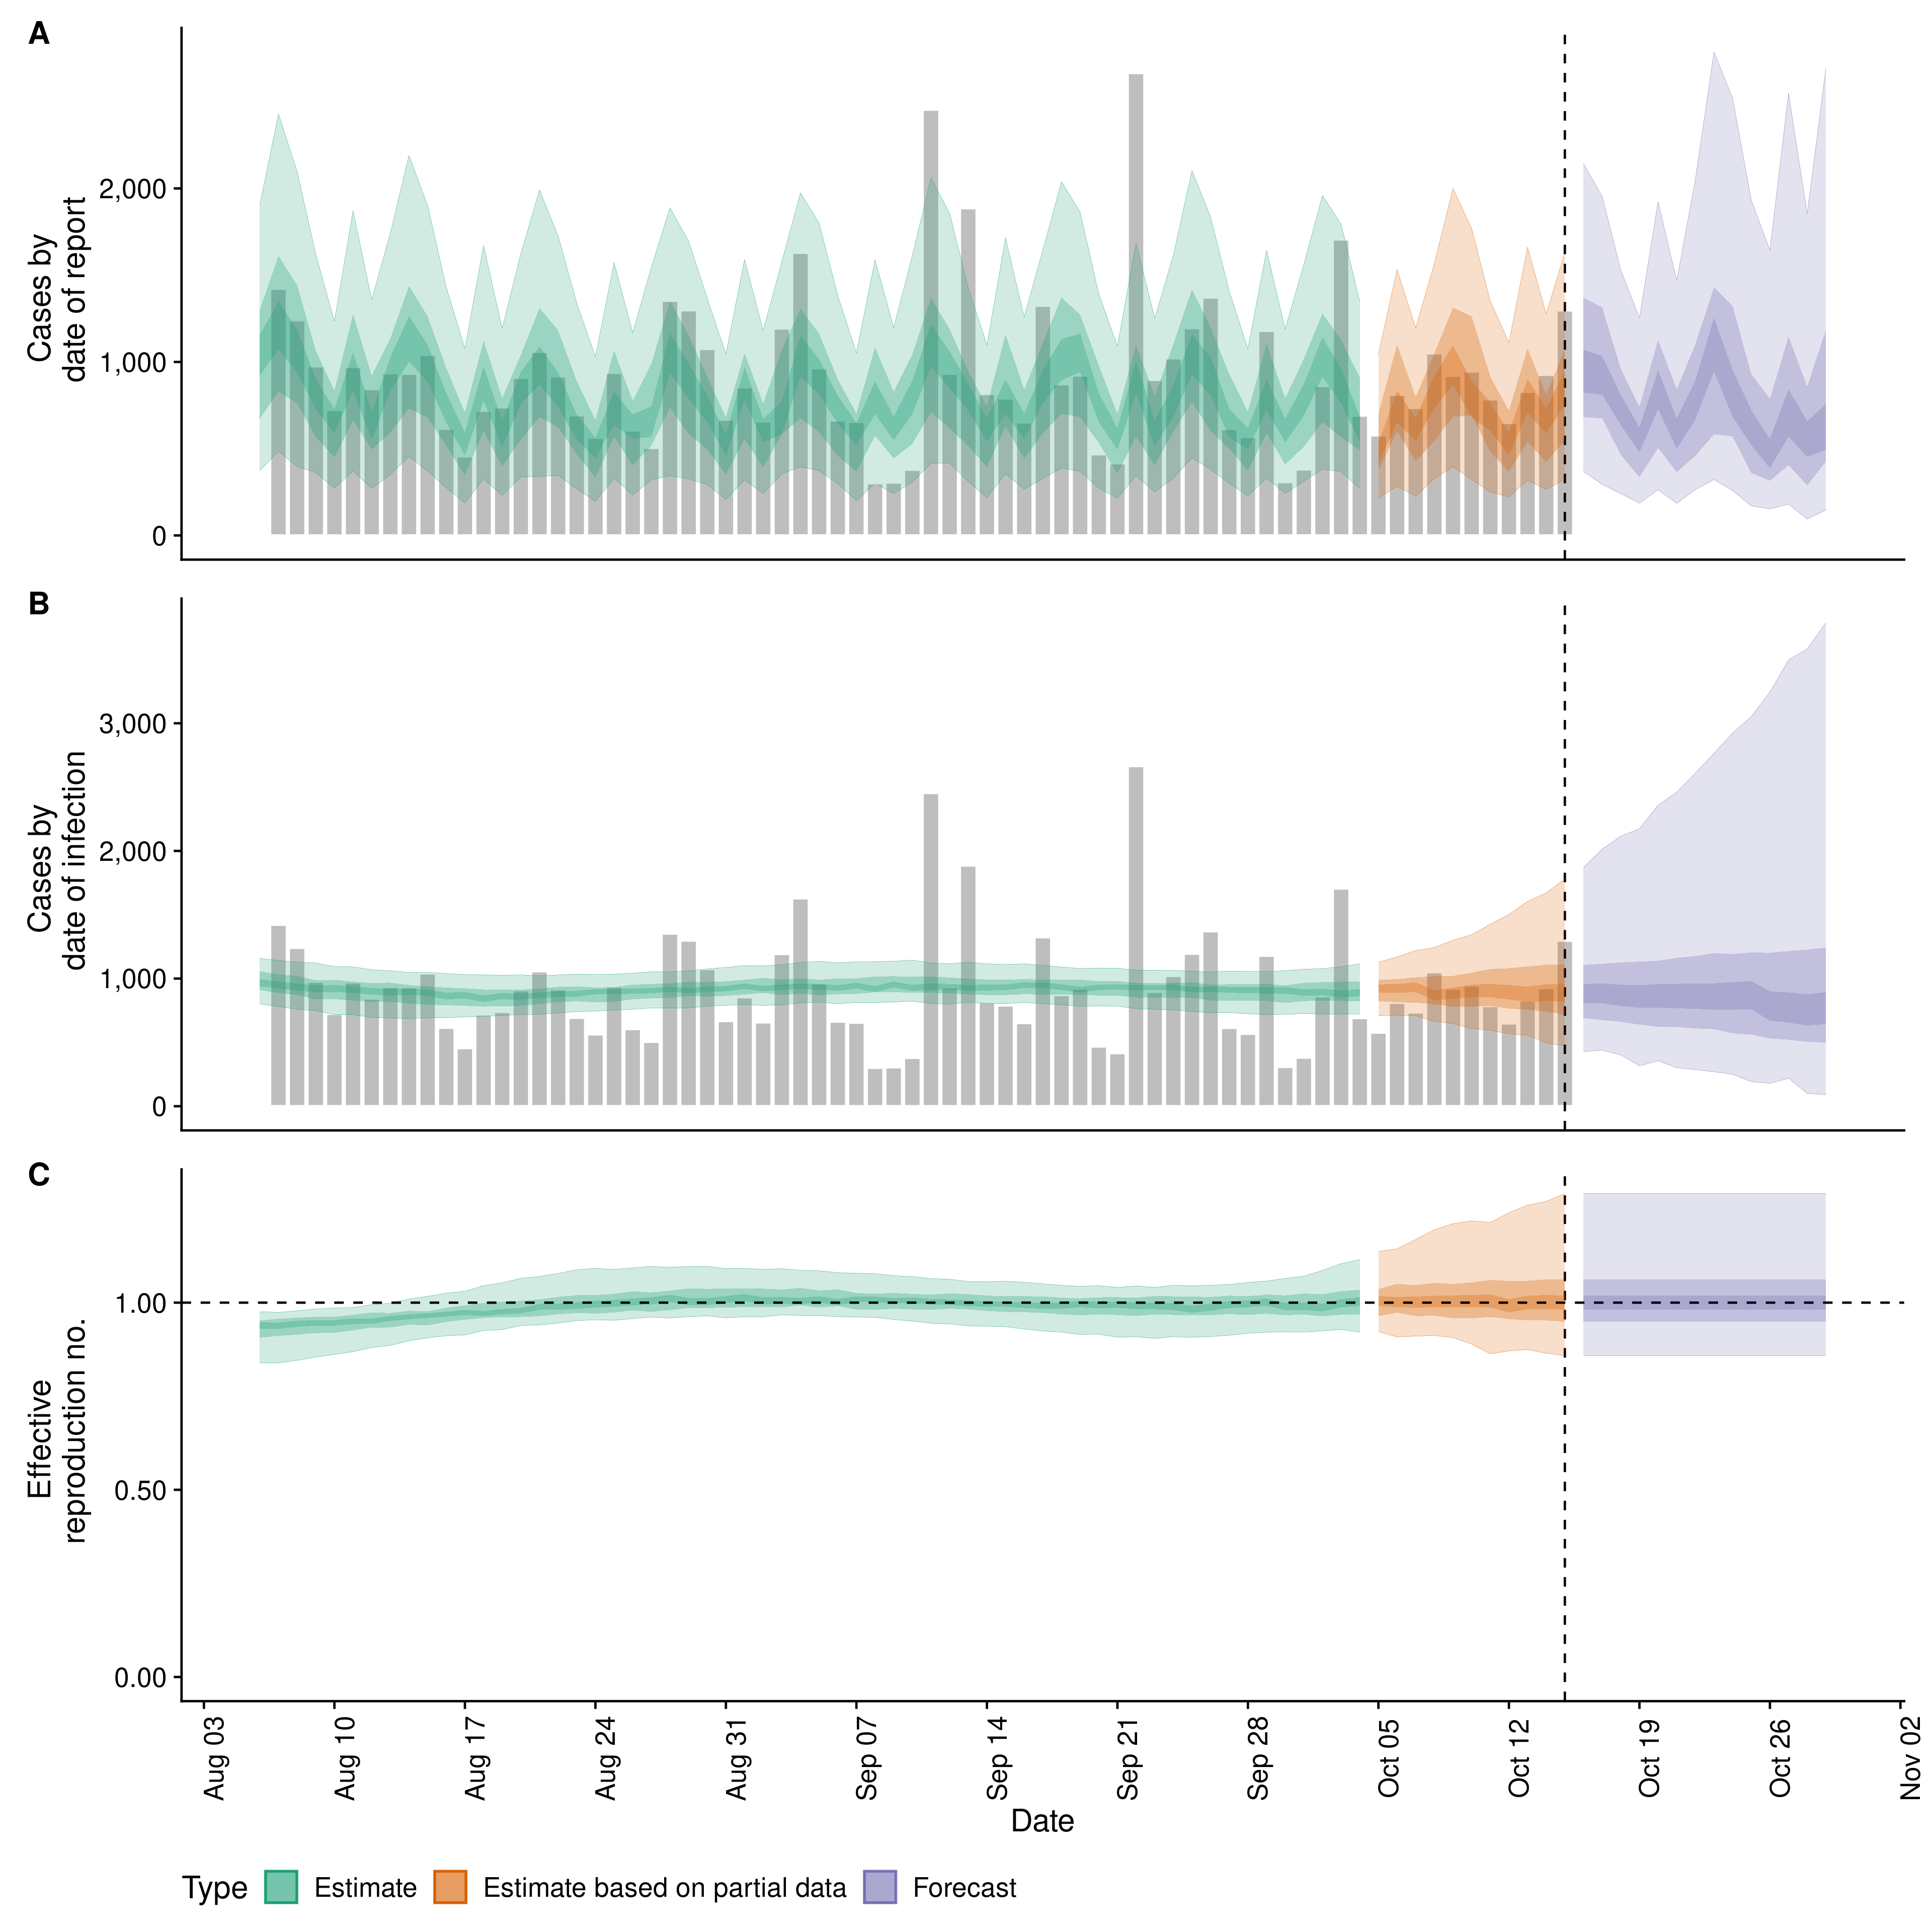 A
Cases by
date of report
2,000
1,000
0
B
Cases by
date of infection
3,000
2,000
1,000
0
C
Effective
reproduction no.
1.00
0.50
0.00
Aug 03
Aug 10
Aug 17
Aug 24
Aug 31
Sep 07
Sep 14
Sep 21
Sep 28
Oct 05
Oct 12
Oct 19
Oct 26
Nov 02
Date
Type Estimate Estimate based on partial data Forecast